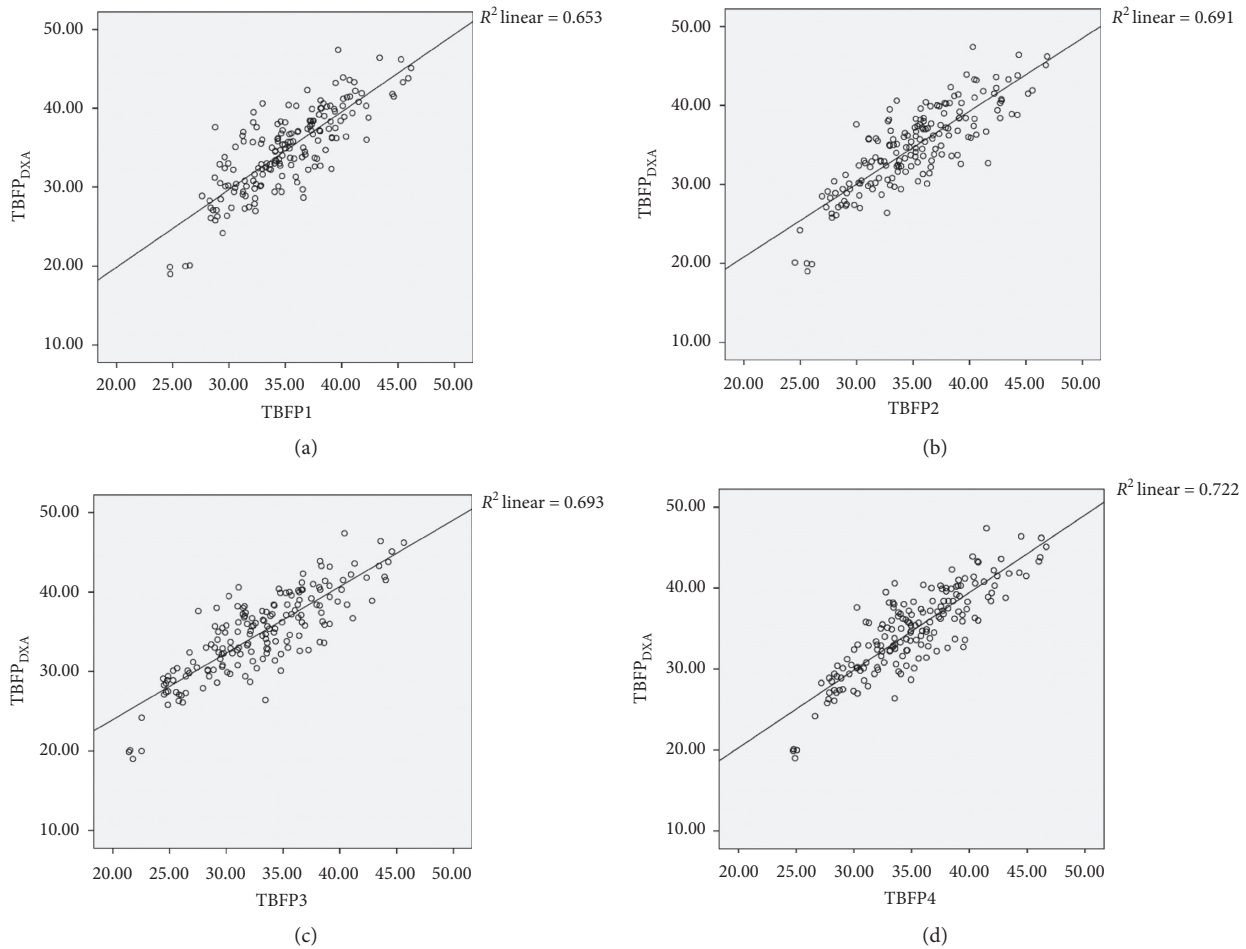 R² linear = 0.653
50.00
40.00
30.00
20.00
10.00
TBFP_DXA
20.00 25.00 30.00 35.00 40.00 45.00 50.00
TBFP1
(a)
R² linear = 0.691
50.00
40.00
30.00
20.00
10.00
TBFP_DXA
20.00 25.00 30.00 35.00 40.00 45.00 50.00
TBFP2
(b)
R² linear = 0.693
50.00
40.00
30.00
20.00
10.00
TBFP_DXA
20.00 25.00 30.00 35.00 40.00 45.00 50.00
TBFP3
(c)
R² linear = 0.722
50.00
40.00
30.00
20.00
10.00
TBFP_DXA
20.00 25.00 30.00 35.00 40.00 45.00 50.00
TBFP4
(d)